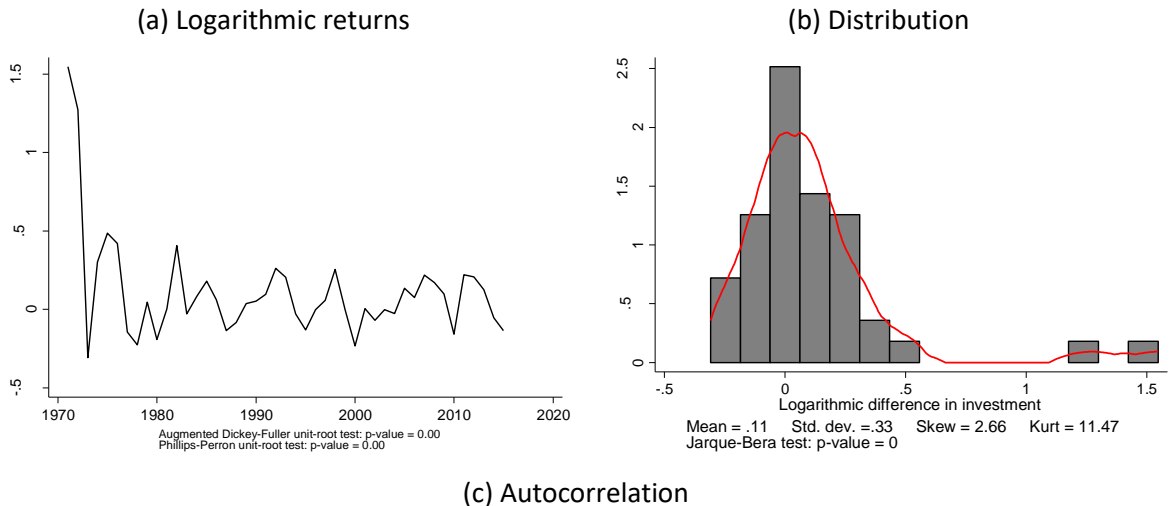 (a) Logarithmic returns
1.5
1
.5
0
-.5
1970 1980 1990 2000 2010 2020
Augmented Dickey-Fuller unit-root test: p-value = 0.00
Phillips-Perron unit-root test: p-value = 0.00
(b) Distribution
2.5
2
1.5
1
.5
0
-.5 0 .5 1 1.5
Logarithmic difference in investment
Mean = .11 Std. dev. =.33 Skew = 2.66 Kurt = 11.47
Jarque-Bera test: p-value = 0
(c) Autocorrelation